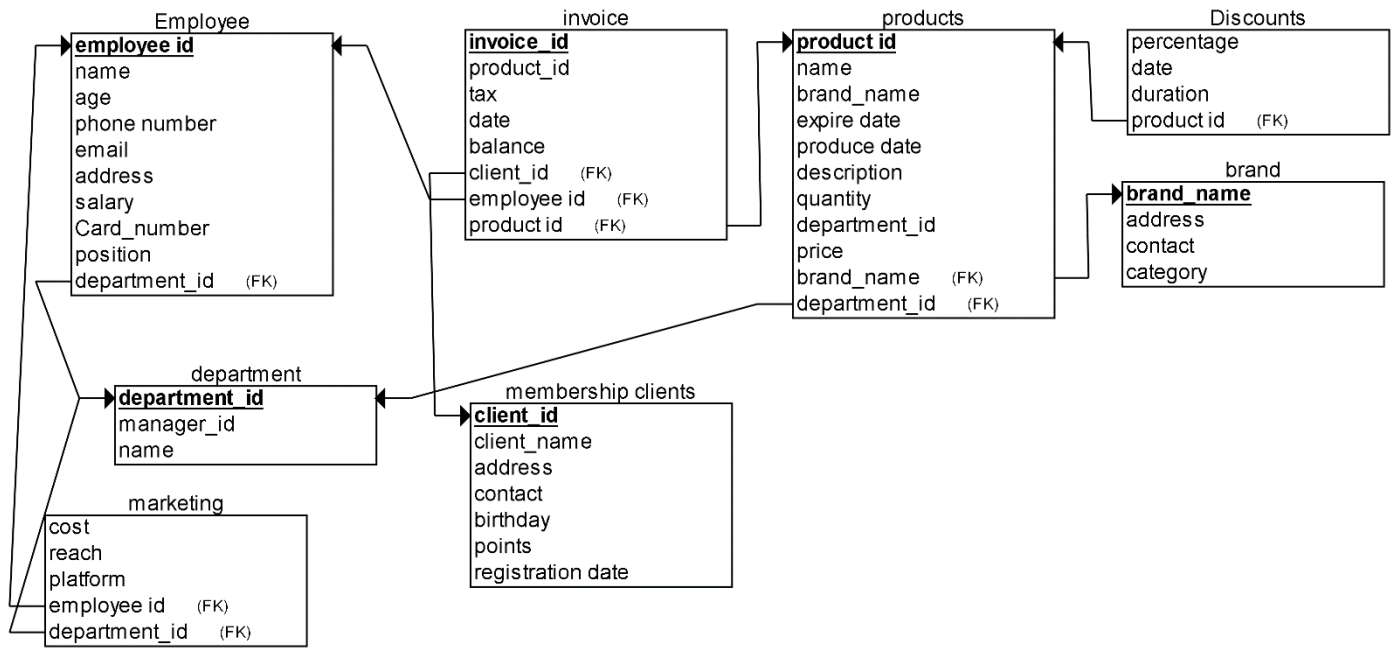 Employee
employee id
name
age
phone number
email
address
salary
Card_number
position
department_id (FK)
invoice
invoice_id
product_id
tax
date
balance
client_id (FK)
employee id (FK)
product id (FK)
products
product id
name
brand_name
expire date
produce date
description
quantity
department_id
price
brand_name (FK)
department_id (FK)
Discounts
percentage
date
duration
product id (FK)
brand
brand_name
address
contact
category
department
department_id
manager_id
name
membership clients
client_id
client_name
address
contact
birthday
points
registration date
marketing
cost
reach
platform
employee id (FK)
department_id (FK)